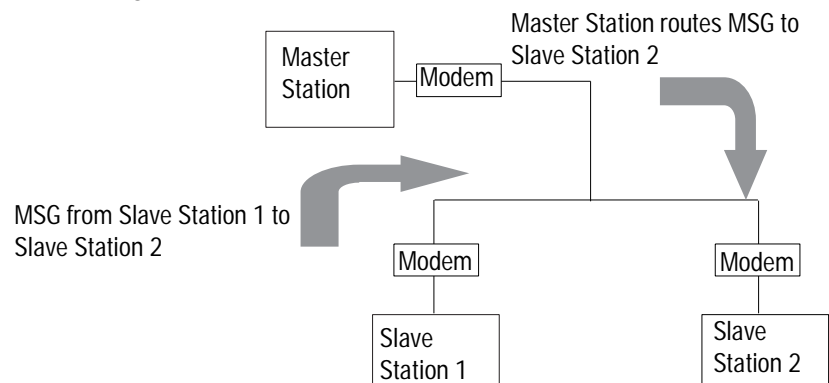 Master Station routes MSG to
Slave Station 2
Master
Station
Modem
MSG from Slave Station 1 to
Slave Station 2
Modem
Modem
Slave
Station 1
Slave
Station 2